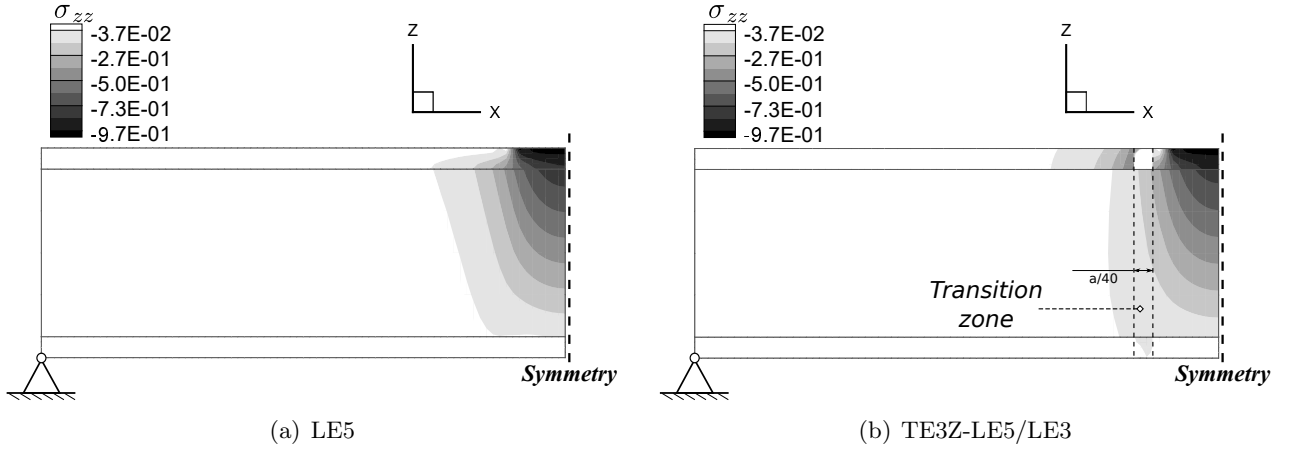 σzz
-3.7E-02
-2.7E-01
-5.0E-01
-7.3E-01
-9.7E-01
Z
X
Symmetry
(a) LE5
σzz
-3.7E-02
-2.7E-01
-5.0E-01
-7.3E-01
-9.7E-01
Z
X
a/40
Transition
zone
Symmetry
(b) TE3Z-LE5/LE3